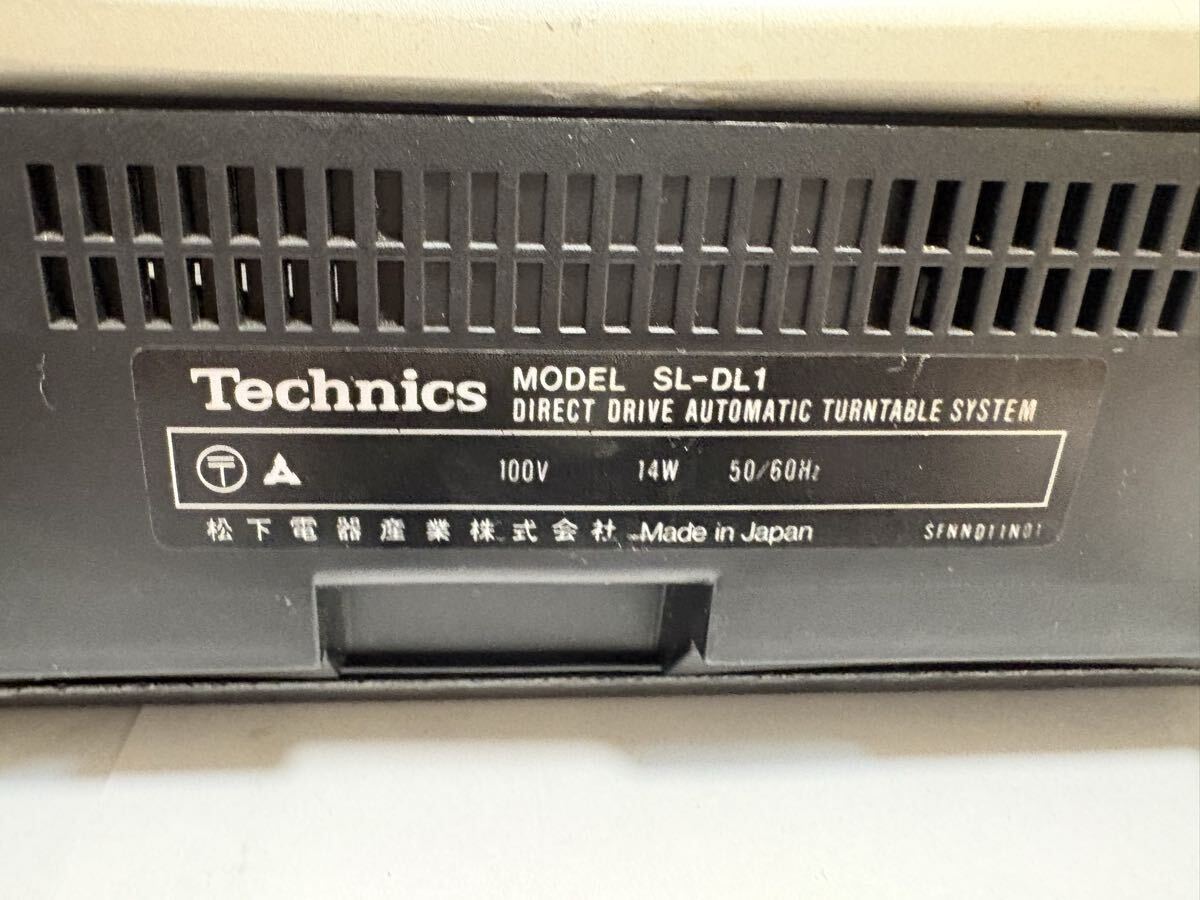 Technics MODEL SL-DL1
DIRECT DRIVE AUTOMATIC TURNTABLE SYSTEM
〒 100V 14W 50/60Hz
松下電器産業株式会社 Made in Japan SFNND11N01